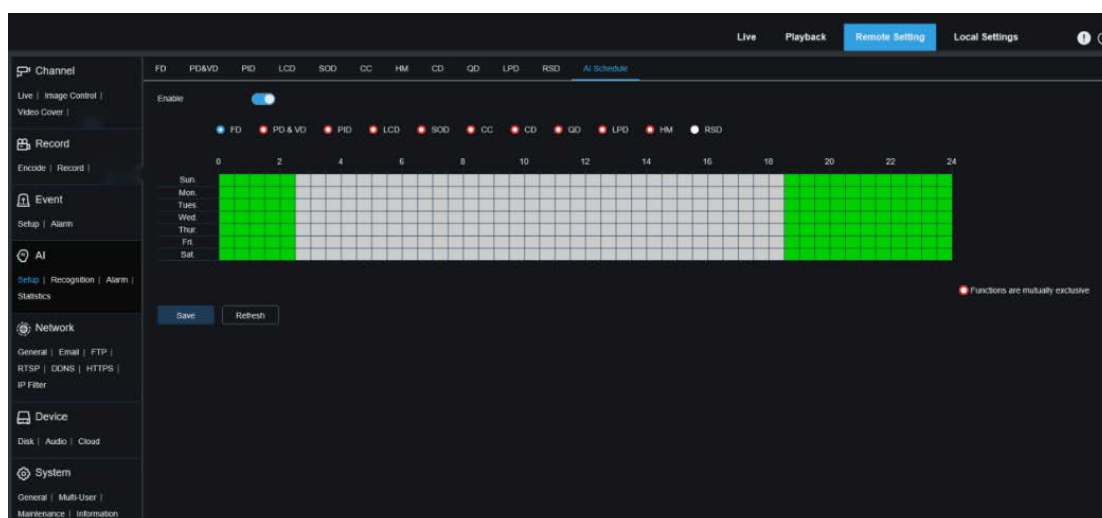 Live Playback Remote Setting Local Settings
Channel
Live | Image Control |
Video Cover |
Record
Encode | Record |
Event
Setup | Alarm
AI
Setup | Recognition | Alarm |
Statistics
Network
General | Email | FTP |
RTSP | DDNS | HTTPS |
IP Filter
Device
Disk | Audio | Cloud
System
General | Multi-User |
Maintenance | Information
FD PD&VD PID LCD SOD CC HM CD QD LPD RSD AI Schedule
Enable
FD PD & VD PID LCD SOD CC CD QD LPD HM RSD
0 2 4 6 8 10 12 14 16 18 20 22 24
Sun.
Mon.
Tues.
Wed.
Thur.
Fri.
Sat.
Functions are mutually exclusive
Save Refresh